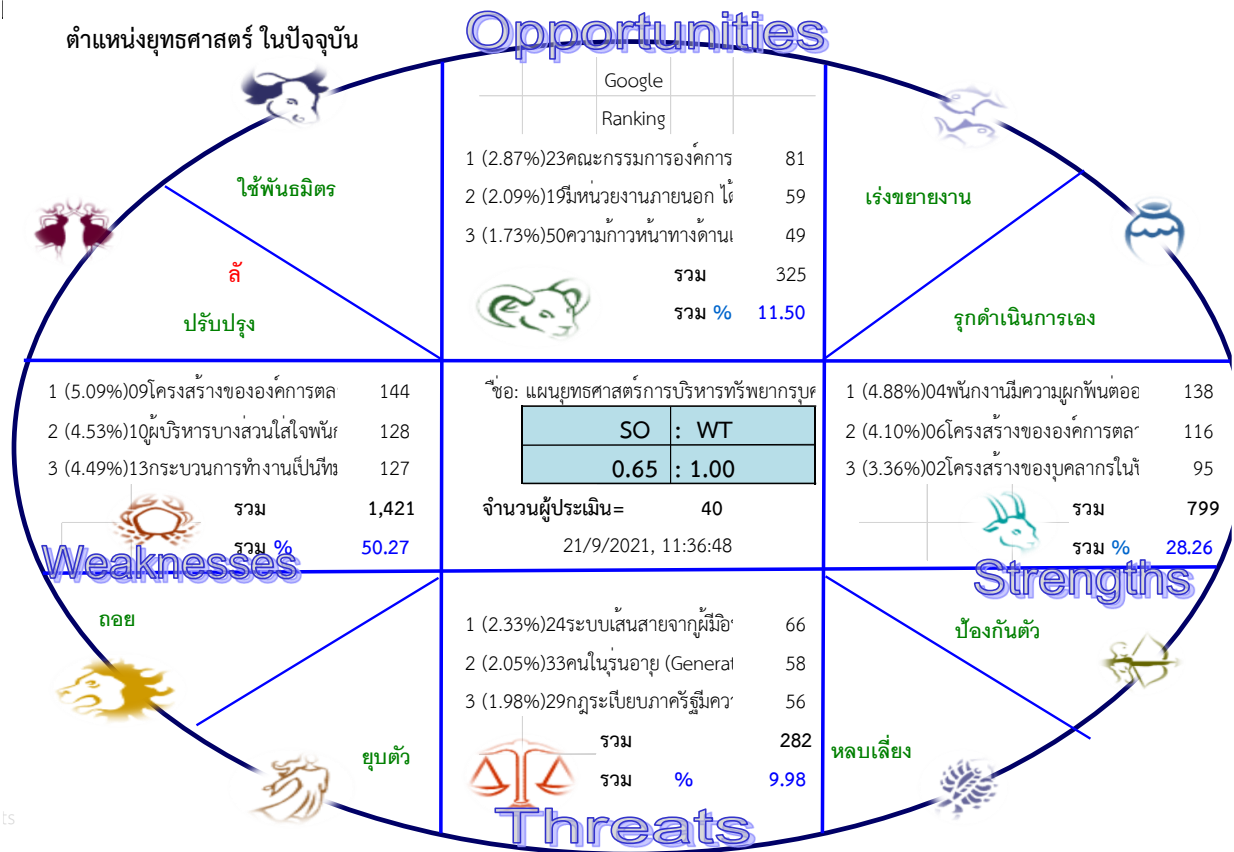 ตำแหน่งยุทธศาสตร์ ในปัจจุบัน
Opportunities
Google
Ranking
1 (2.87%)23คณะกรรมการองค์การ 81
2 (2.09%)19มีหน่วยงานภายนอก ได้ 59
3 (1.73%)50ความก้าวหน้าทางด้านเ 49
รวม 325
รวม % 11.50
ใช้พันธมิตร
ลั
ปรับปรุง
เร่งขยายงาน
รุกดำเนินการเอง
1 (5.09%)09โครงสร้างขององค์การตลา 144
2 (4.53%)10ผู้บริหารบางส่วนใส่ใจพนัก 128
3 (4.49%)13กระบวนการทำงานเป็นทีม 127
รวม 1,421
รวม % 50.27
Weaknesses
ชื่อ: แผนยุทธศาสตร์การบริหารทรัพยากรบุค
SO : WT
0.65 : 1.00
จำนวนผู้ประเมิน= 40
21/9/2021, 11:36:48
1 (4.88%)04พนักงานมีความผูกพันต่ออ 138
2 (4.10%)06โครงสร้างขององค์การตลา 116
3 (3.36%)02โครงสร้างของบุคลากรในปั 95
รวม 799
รวม % 28.26
Strengths
ถอย
ยุบตัว
1 (2.33%)24ระบบเส้นสายจากผู้มีอิ 66
2 (2.05%)33คนในรุ่นอายุ (Generat 58
3 (1.98%)29กฎระเบียบภาครัฐมีควา 56
รวม 282
รวม % 9.98
Threats
ป้องกันตัว
หลบเลี่ยง
ts